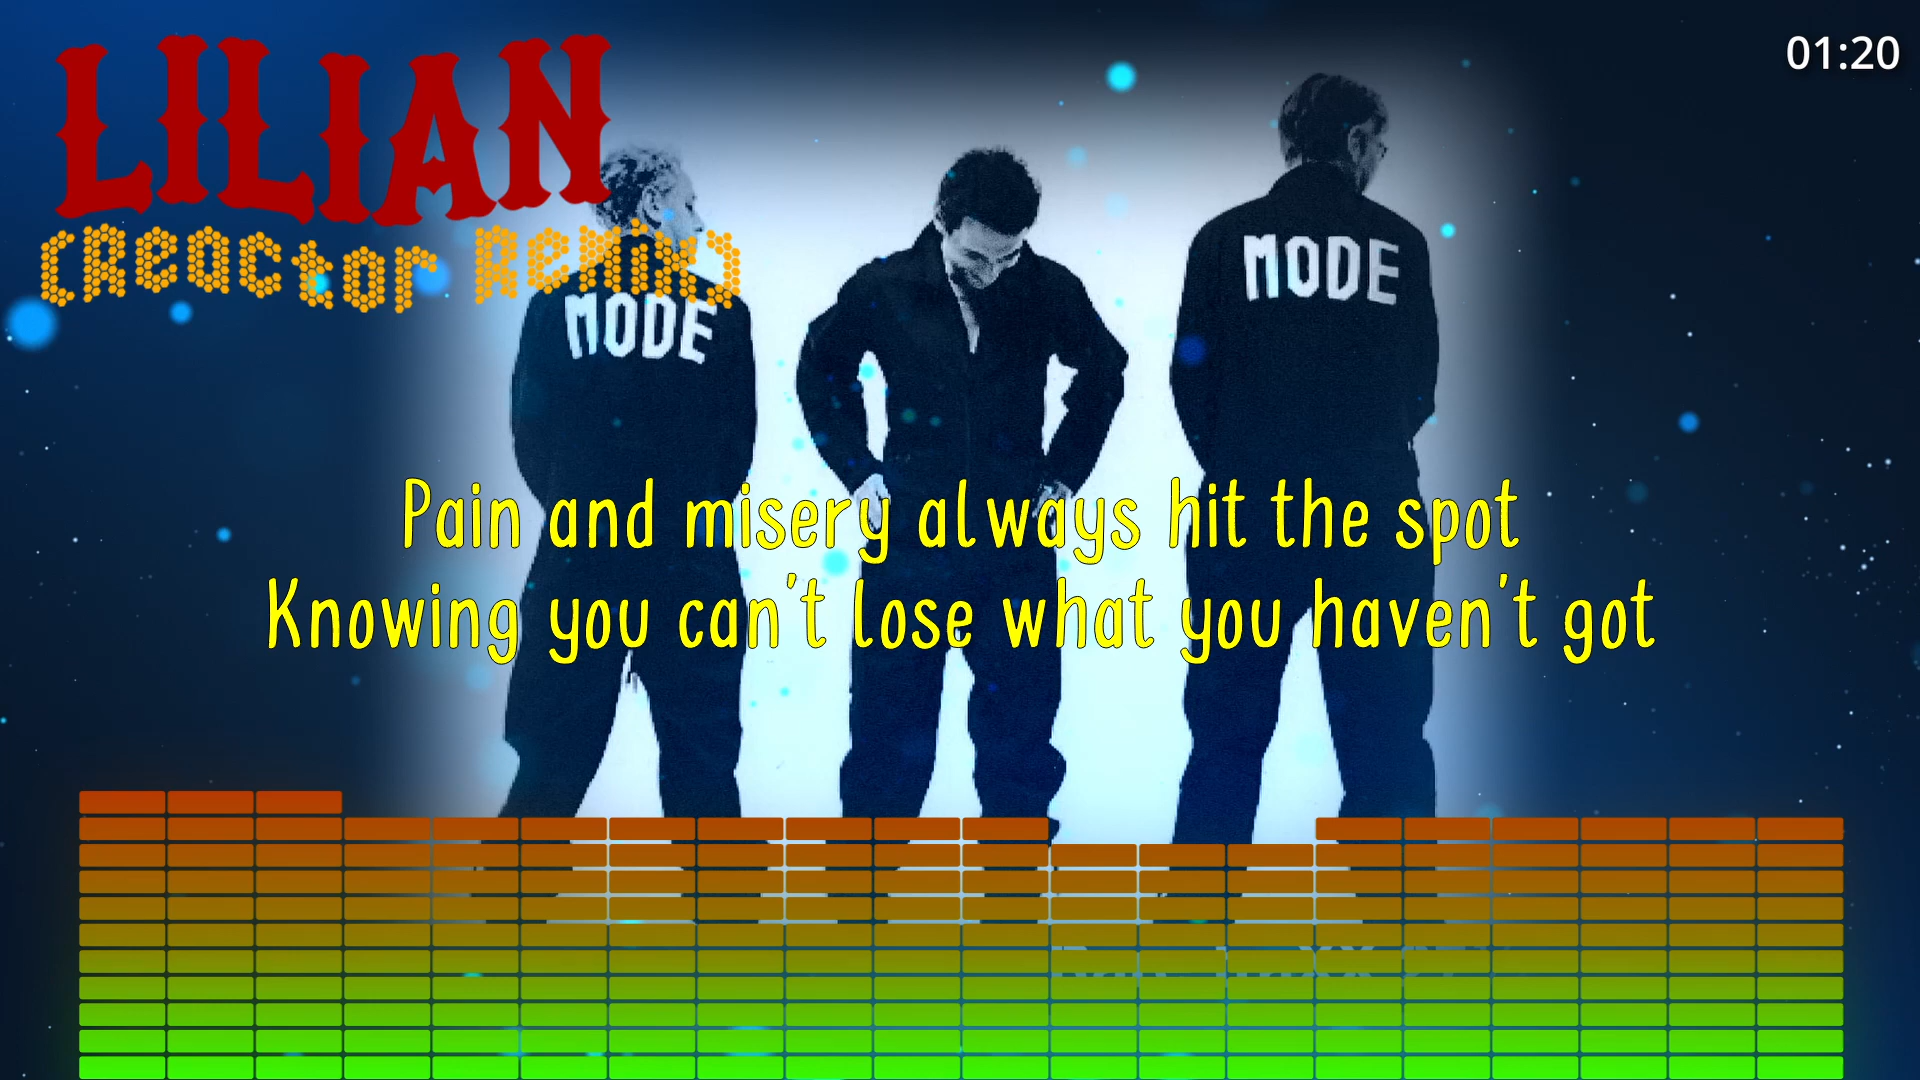 LILIAN
01:20
(Reactor Remix)
MODE
MODE
Pain and misery always hit the spot
Knowing you can't lose what you haven't got